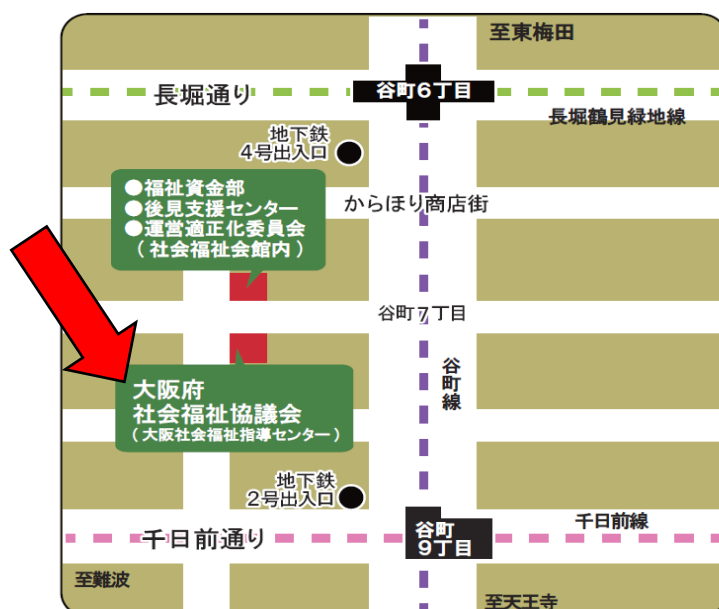 至東梅田
長堀通り
谷町6丁目
長堀鶴見緑地線
地下鉄
4号出入口
●福祉資金部
●後見支援センター
●運営適正化委員会
(社会福祉会館内)
からほり商店街
谷町7丁目
谷町線
大阪府
社会福祉協議会
(大阪社会福祉指導センター)
地下鉄
2号出入口
千日前通り
谷町
9丁目
千日前線
至難波
至天王寺